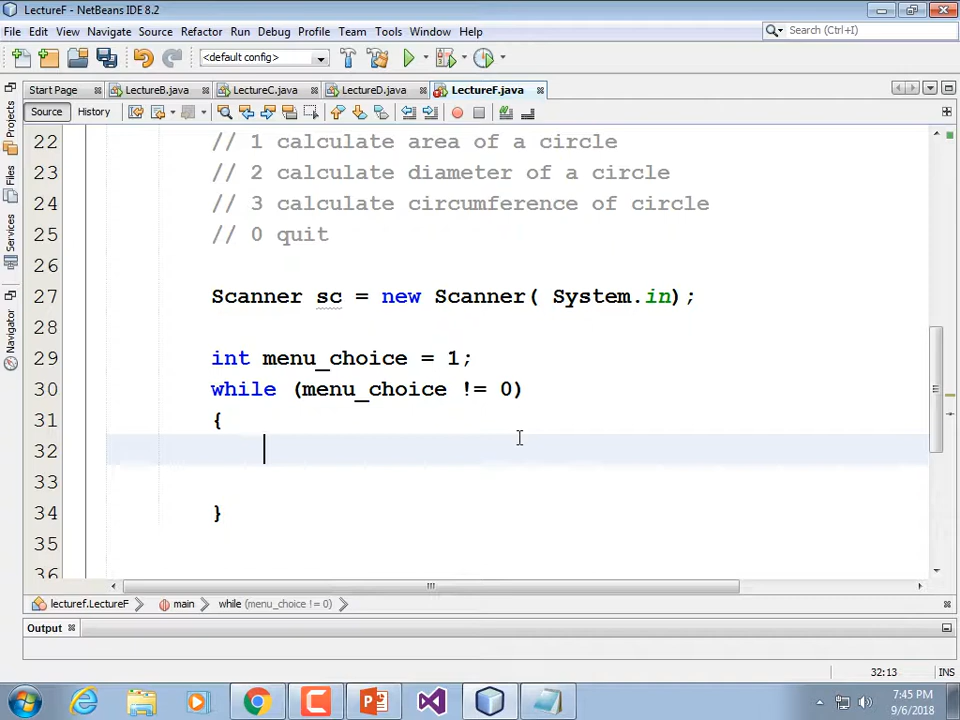 LectureF - NetBeans IDE 8.2
File Edit View Navigate Source Refactor Run Debug Profile Team Tools Window Help
Search (Ctrl+I)
<default config>
Start Page LectureB.java LectureC.java LectureD.java LectureF.java
Source History
Projects
Files
Services
Navigator
22 // 1 calculate area of a circle
23 // 2 calculate diameter of a circle
24 // 3 calculate circumference of circle
25 // 0 quit
26
27 Scanner sc = new Scanner( System.in);
28
29 int menu_choice = 1;
30 while (menu_choice != 0)
31 {
32
33
34 }
35
36
lecturef.LectureF main while (menu_choice != 0)
Output
32:13 INS
7:45 PM
9/6/2018